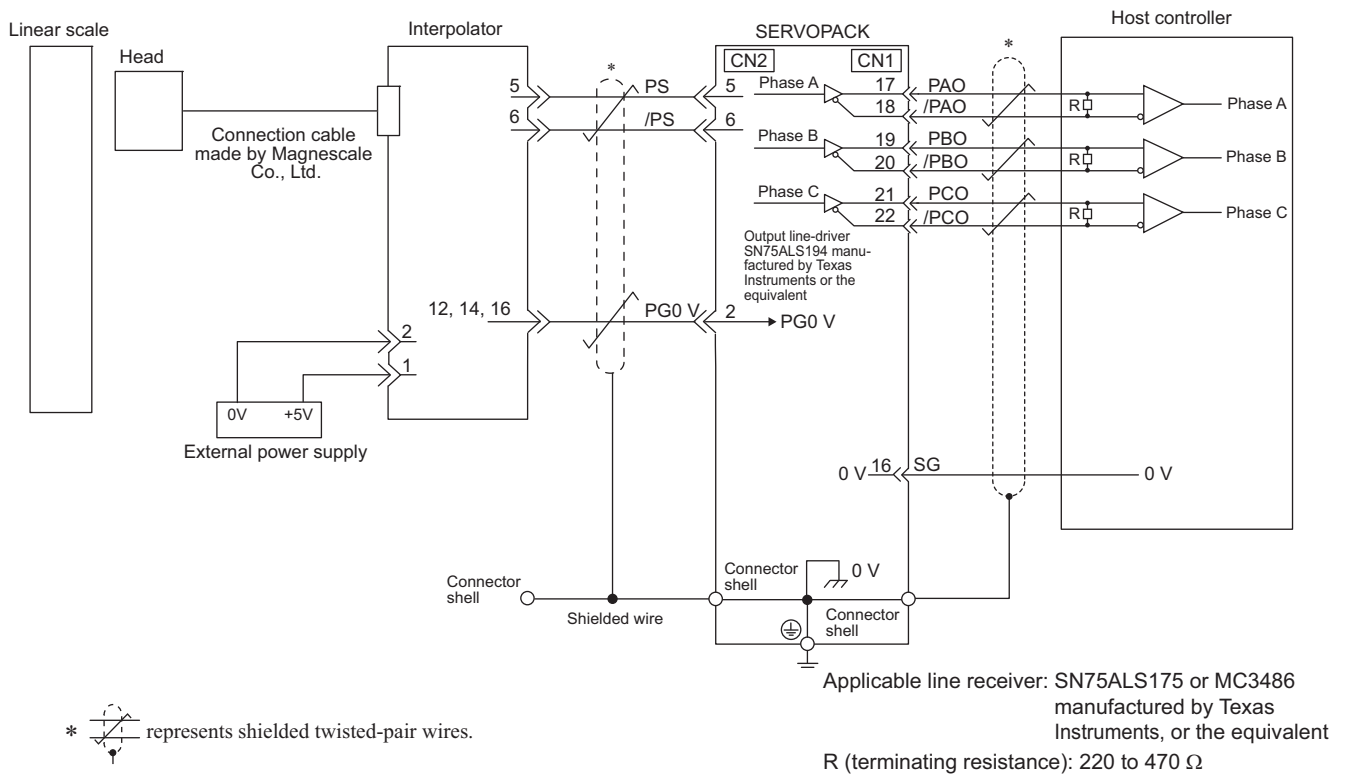 Linear scale
Head
Connection cable
made by Magnescale
Co., Ltd.
Interpolator
5
6
12, 14, 16
2
1
0V +5V
External power supply
*
PS
/PS
PG0 V
SERVOPACK
CN2
CN1
5
6
2
PG0 V
Phase A
Phase B
Phase C
Output line-driver
SN75ALS194 manu-
factured by Texas
Instruments or the
equivalent
17 PAO
18 /PAO
19 PBO
20 /PBO
21 PCO
22 /PCO
0 V 16 SG
*
Host controller
R
R
R
Phase A
Phase B
Phase C
0 V
Connector
shell
Shielded wire
Connector
shell
0 V
Connector
shell
Applicable line receiver: SN75ALS175 or MC3486
manufactured by Texas
Instruments, or the equivalent
R (terminating resistance): 220 to 470 Ω
* represents shielded twisted-pair wires.